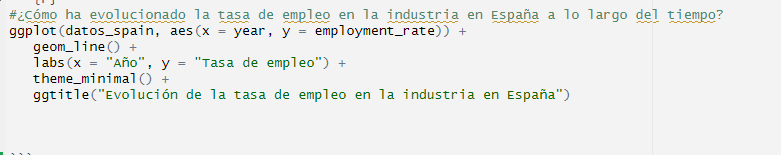 #¿Cómo ha evolucionado la tasa de empleo en la industria en España a lo largo del tiempo?
ggplot(datos_spain, aes(x = year, y = employment_rate)) +
   geom_line() +
   labs(x = "Año", y = "Tasa de empleo") +
   theme_minimal() +
   ggtitle("Evolución de la tasa de empleo en la industria en España")